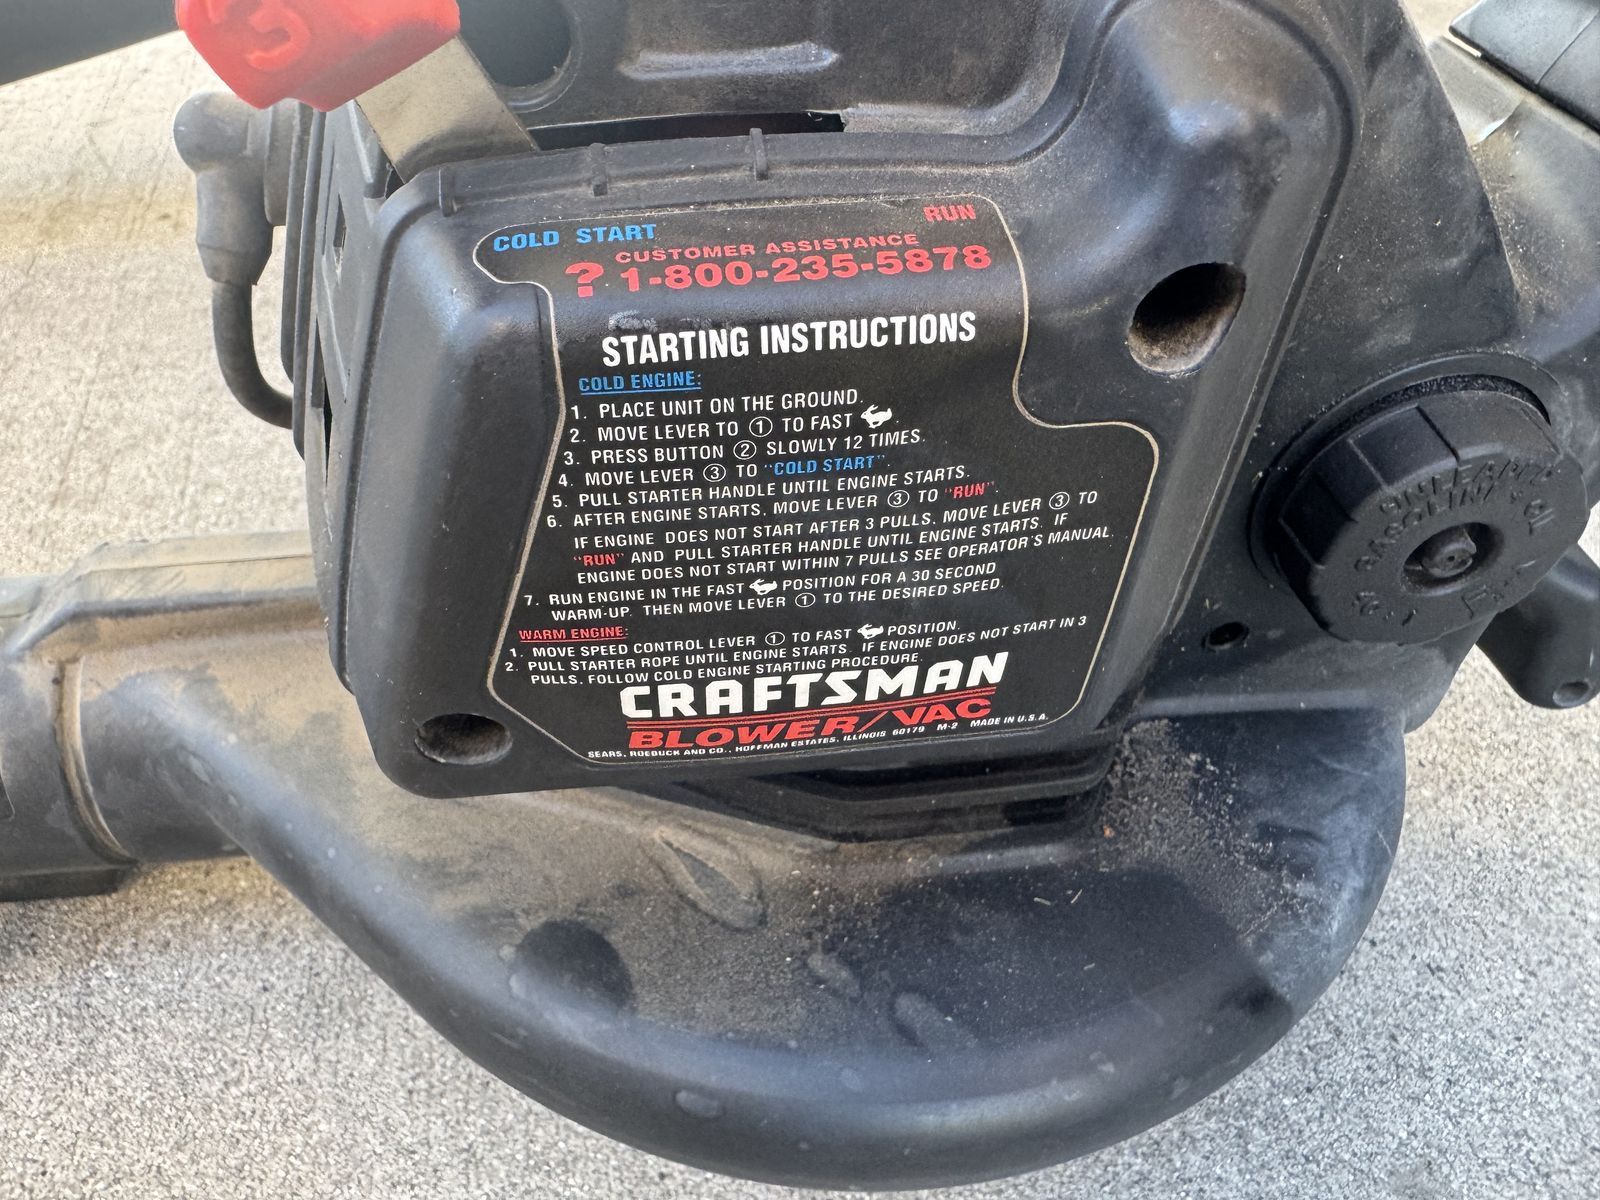 3
COLD START
RUN
CUSTOMER ASSISTANCE
? 1-800-235-5878
STARTING INSTRUCTIONS
COLD ENGINE:
1. PLACE UNIT ON THE GROUND.
2. MOVE LEVER TO ① TO FAST .
3. PRESS BUTTON ② SLOWLY 12 TIMES.
4. MOVE LEVER ③ TO "COLD START".
5. PULL STARTER HANDLE UNTIL ENGINE STARTS.
6. AFTER ENGINE STARTS, MOVE LEVER ③ TO "RUN".
IF ENGINE DOES NOT START AFTER 3 PULLS, MOVE LEVER ③ TO
"RUN" AND PULL STARTER HANDLE UNTIL ENGINE STARTS. IF
ENGINE DOES NOT START WITHIN 7 PULLS SEE OPERATOR'S MANUAL.
7. RUN ENGINE IN THE FAST POSITION FOR A 30 SECOND
WARM-UP. THEN MOVE LEVER ① TO THE DESIRED SPEED.
WARM ENGINE:
1. MOVE SPEED CONTROL LEVER ① TO FAST POSITION.
2. PULL STARTER ROPE UNTIL ENGINE STARTS. IF ENGINE DOES NOT START IN 3
PULLS, FOLLOW COLD ENGINE STARTING PROCEDURE.
CRAFTSMAN
BLOWER/VAC
SEARS, ROEBUCK AND CO., HOFFMAN ESTATES, ILLINOIS 60179 M-2 MADE IN U.S.A.
GASOLINE